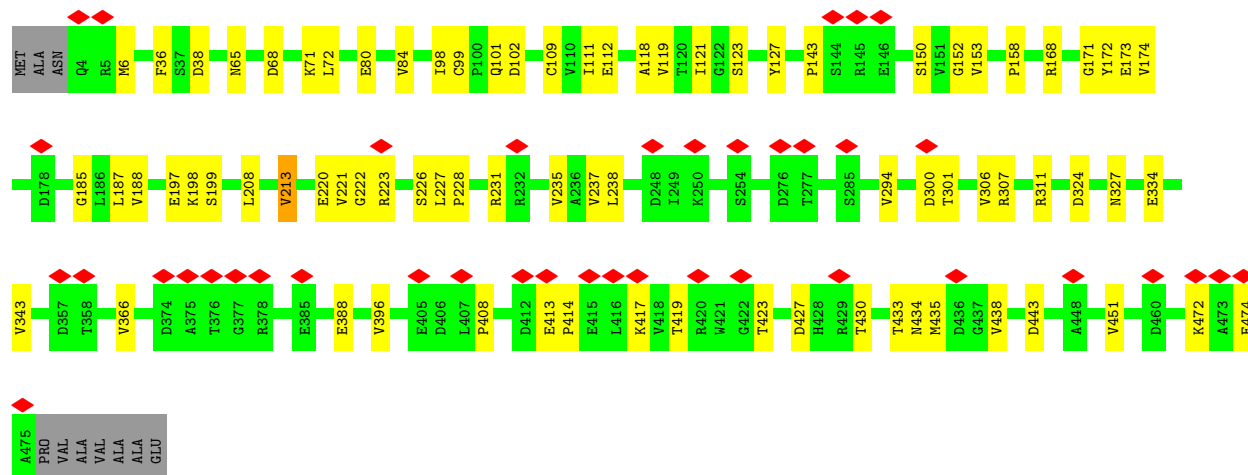 MET ALA ASN Q4 R5 M6 F36 S37 D38 N65 D68 K71 L72 E80 V84 I98 C99 P100 Q101 D102 C109 V110 I111 E112 A118 V119 T120 I121 G122 S123 Y127 P143 S144 R145 E146 S150 V151 G152 V153 P158 R168 G171 Y172 E173 V174
D178 G185 L186 L187 V188 E197 K198 S199 L208 V213 E220 V221 G222 R223 S226 L227 P228 R231 R232 V235 A236 V237 L238 D248 I249 K250 S254 D276 T277 S285 V294 D300 T301 V306 R307 R311 D324 N327 E334
V343 D357 T358 V366 D374 A375 T376 G377 R378 E385 E388 V396 E405 D406 L407 P408 D412 E413 P414 E415 L416 K417 V418 T419 R420 W421 G422 T423 D427 H428 R429 T430 T433 N434 M435 D436 G437 V438 D443 A448 V451 D460 K472 A473 E474
A475 PRO VAL ALA VAL ALA ALA GLU